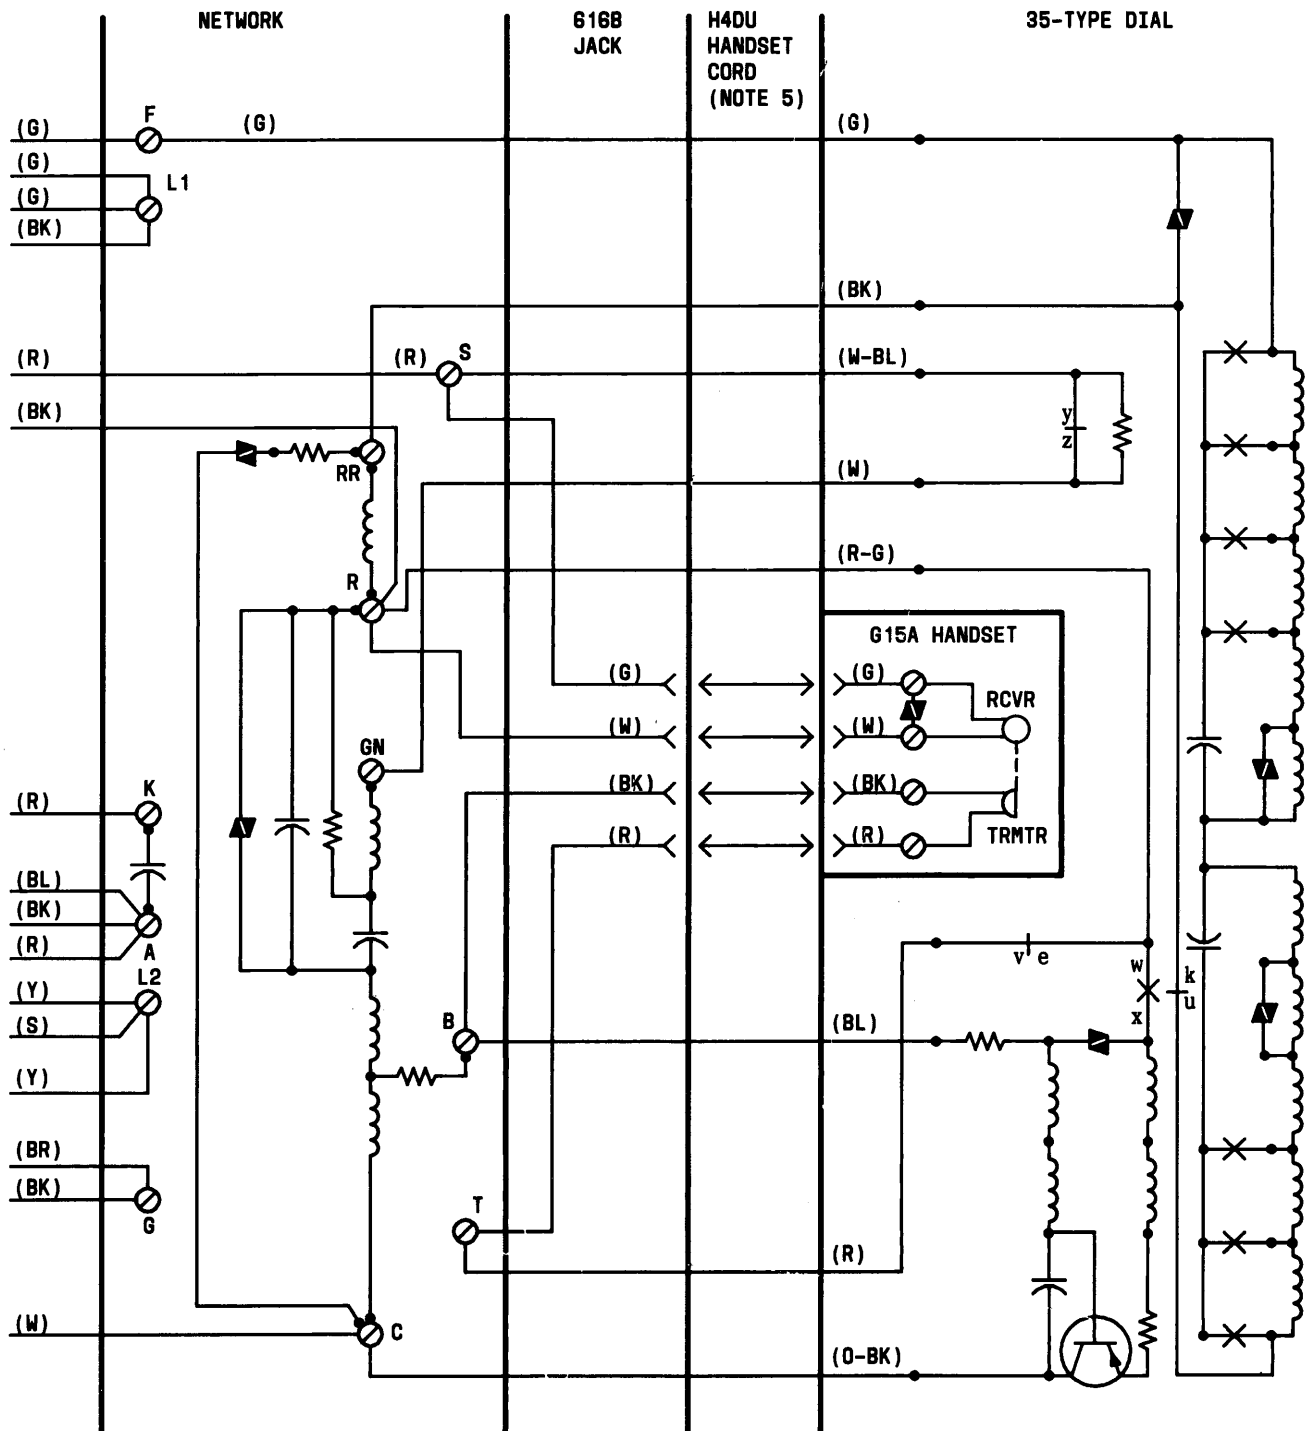 NETWORK
616B
JACK
H4DU
HANDSET
CORD
(NOTE 5)
35-TYPE DIAL
F
(G)
(G)
(G)
(G)
L1
(G)
(BK)
(BK)
(R)
(R)
S
(W-BL)
(BK)
y
z
RR
(W)
(R-G)
R
G15A HANDSET
(G)
(G)
RCVR
(W)
(W)
GN
K
(BK)
(BK)
(R)
(R)
(R)
TRMTR
(BL)
(BK)
(R)
A
L2
v e
w
k
(Y)
u
(S)
B
(BL)
x
(Y)
(BR)
(BK)
G
T
(R)
(W)
C
(O-BK)